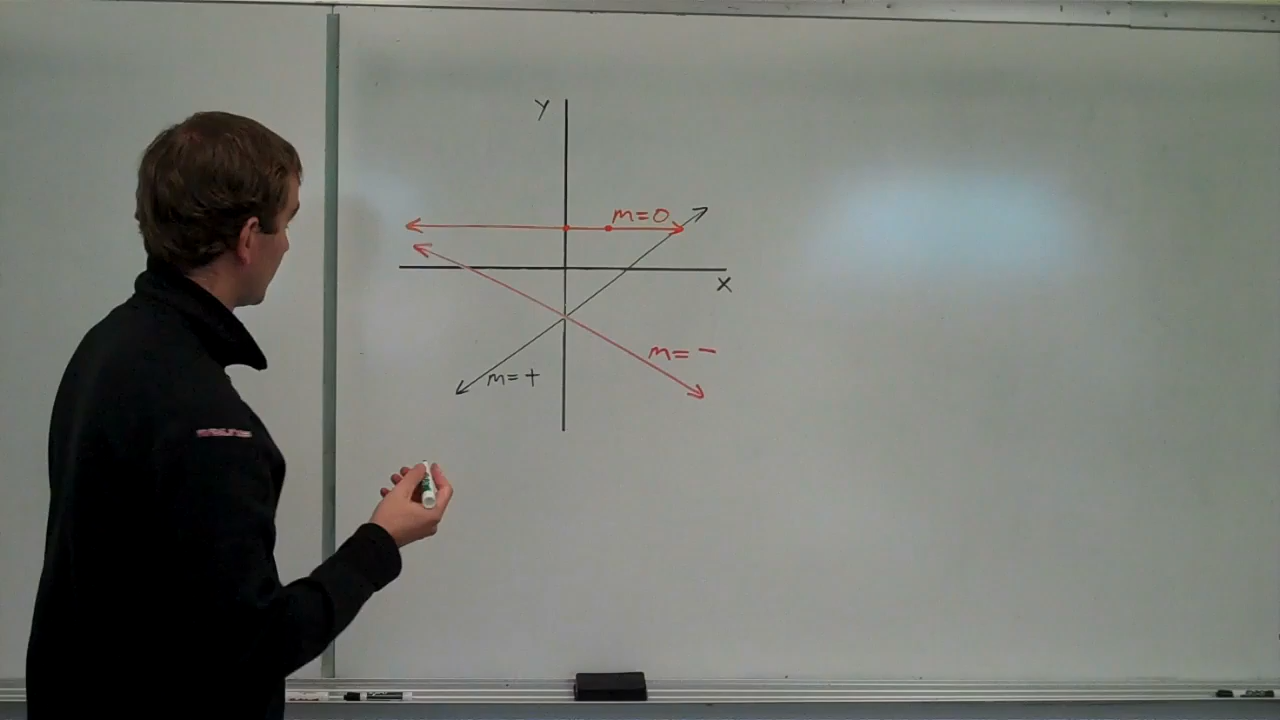 y
m=0
x
m= -
m= +